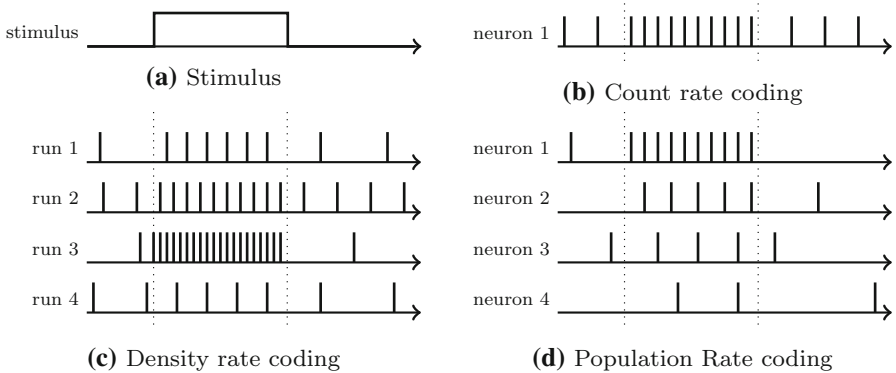 stimulus
(a) Stimulus
neuron 1
(b) Count rate coding
run 1
run 2
run 3
run 4
(c) Density rate coding
neuron 1
neuron 2
neuron 3
neuron 4
(d) Population Rate coding